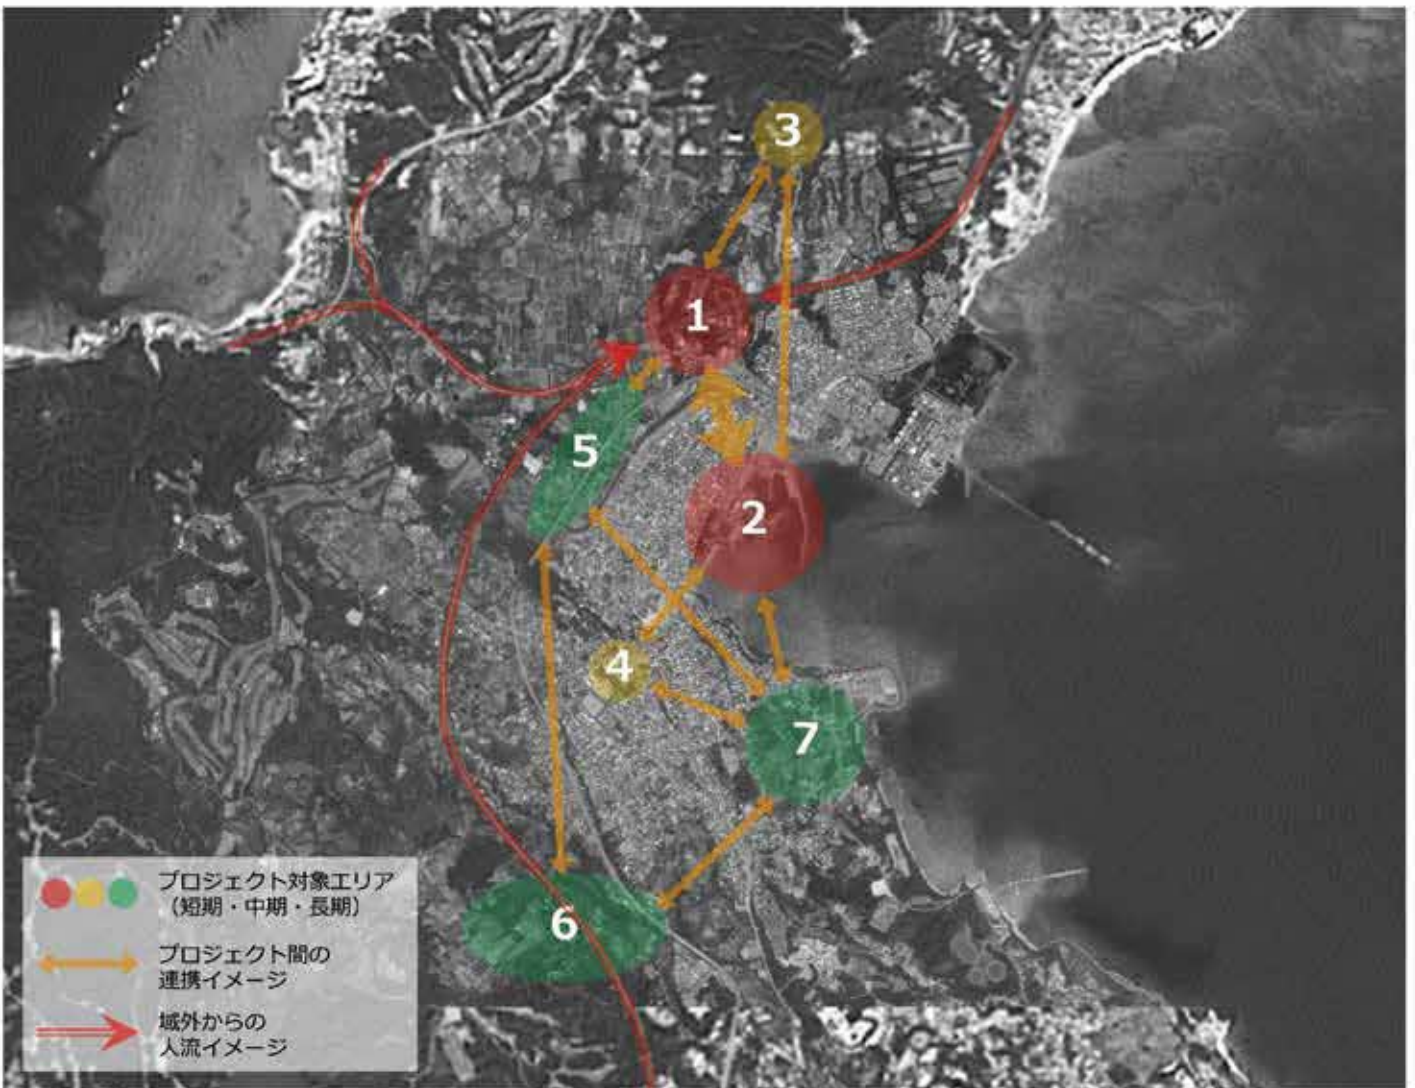 3
1
5
2
4
7
6
プロジェクト対象エリア
（短期・中期・長期）
プロジェクト間の
連携イメージ
域外からの
人流イメージ